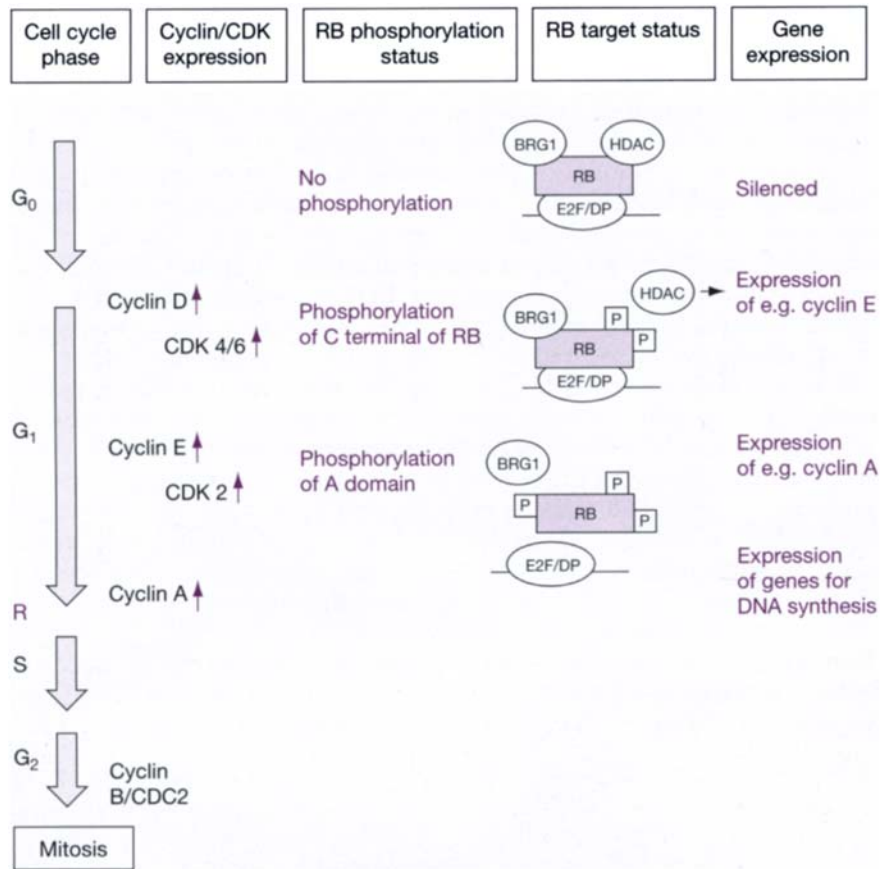 Cell cycle
phase
Cyclin/CDK
expression
RB phosphorylation
status
RB target status
Gene
expression
G0
No
phosphorylation
BRG1
HDAC
RB
E2F/DP
Silenced
G1
Cyclin D
CDK 4/6
Phosphorylation
of C terminal of RB
BRG1
HDAC
P
P
RB
E2F/DP
Expression
of e.g. cyclin E
Cyclin E
CDK 2
Phosphorylation
of A domain
BRG1
P
P
RB
P
E2F/DP
Expression
of e.g. cyclin A
Expression
of genes for
DNA synthesis
Cyclin A
R
S
G2
Cyclin
B/CDC2
Mitosis